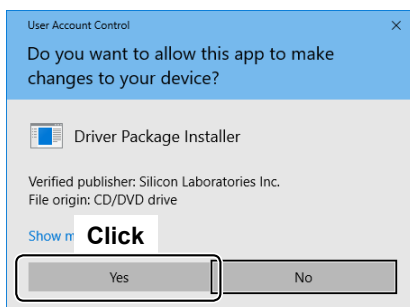 User Account Control
Do you want to allow this app to make
changes to your device?
Driver Package Installer
Verified publisher: Silicon Laboratories Inc.
File origin: CD/DVD drive
Show
Click
Yes
No